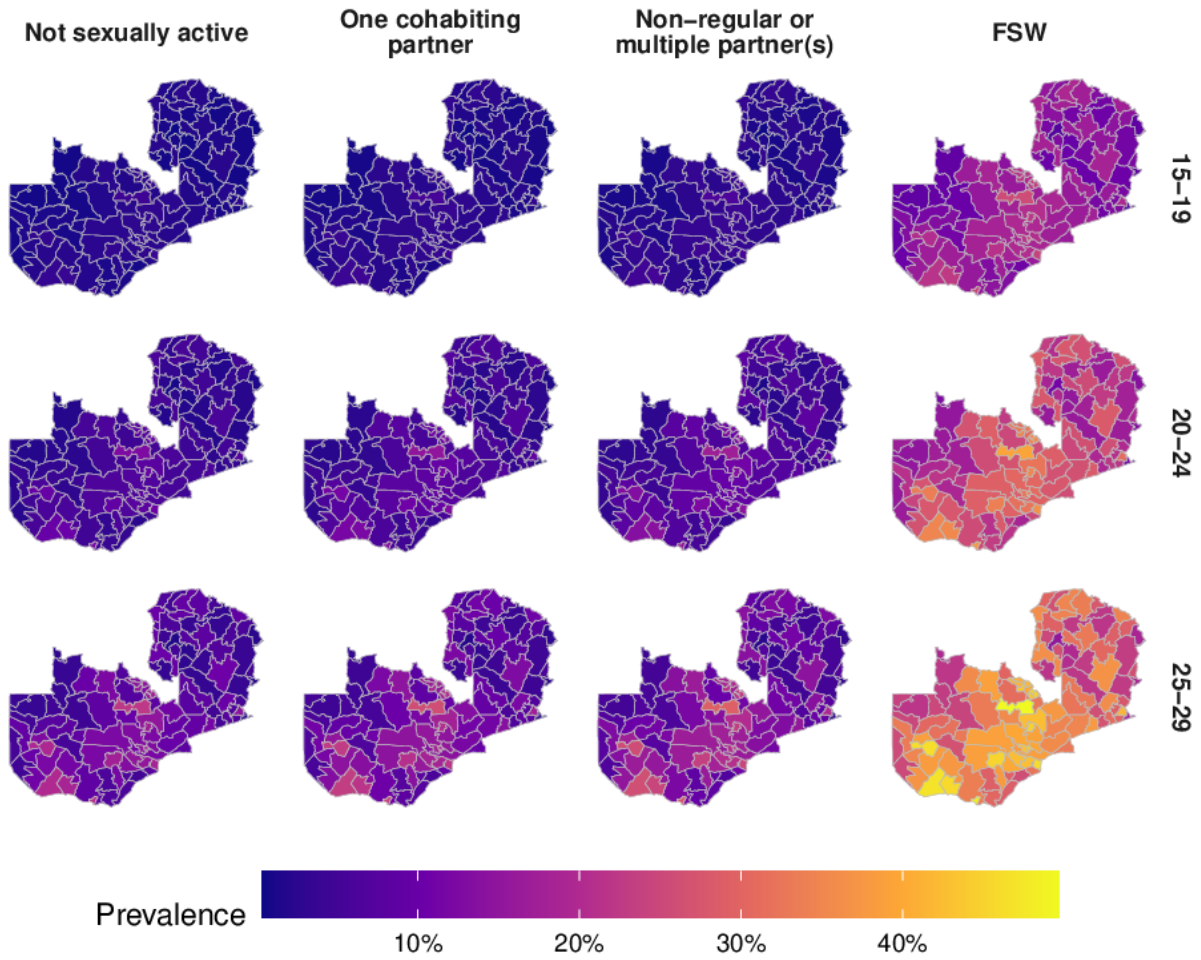 Not sexually active
One cohabiting
partner
Non−regular or
multiple partner(s)
FSW
15−19
20−24
25−29
Prevalence
10%
20%
30%
40%